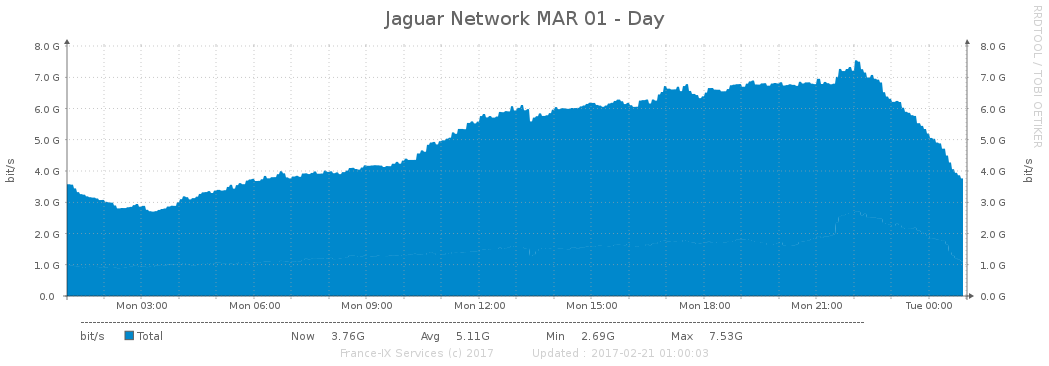 Jaguar Network MAR 01 - Day
RRDTOOL / TOBI OETIKER
8.0 G 8.0 G
7.0 G 7.0 G
6.0 G 6.0 G
5.0 G 5.0 G
4.0 G 4.0 G
3.0 G 3.0 G
2.0 G 2.0 G
1.0 G 1.0 G
0.0 0.0 G
bit/s
bit/s
Mon 03:00 Mon 06:00 Mon 09:00 Mon 12:00 Mon 15:00 Mon 18:00 Mon 21:00 Tue 00:00
bit/s Total Now 3.76G Avg 5.11G Min 2.69G Max 7.53G
France-IX Services (c) 2017 Updated : 2017-02-21 01:00:03